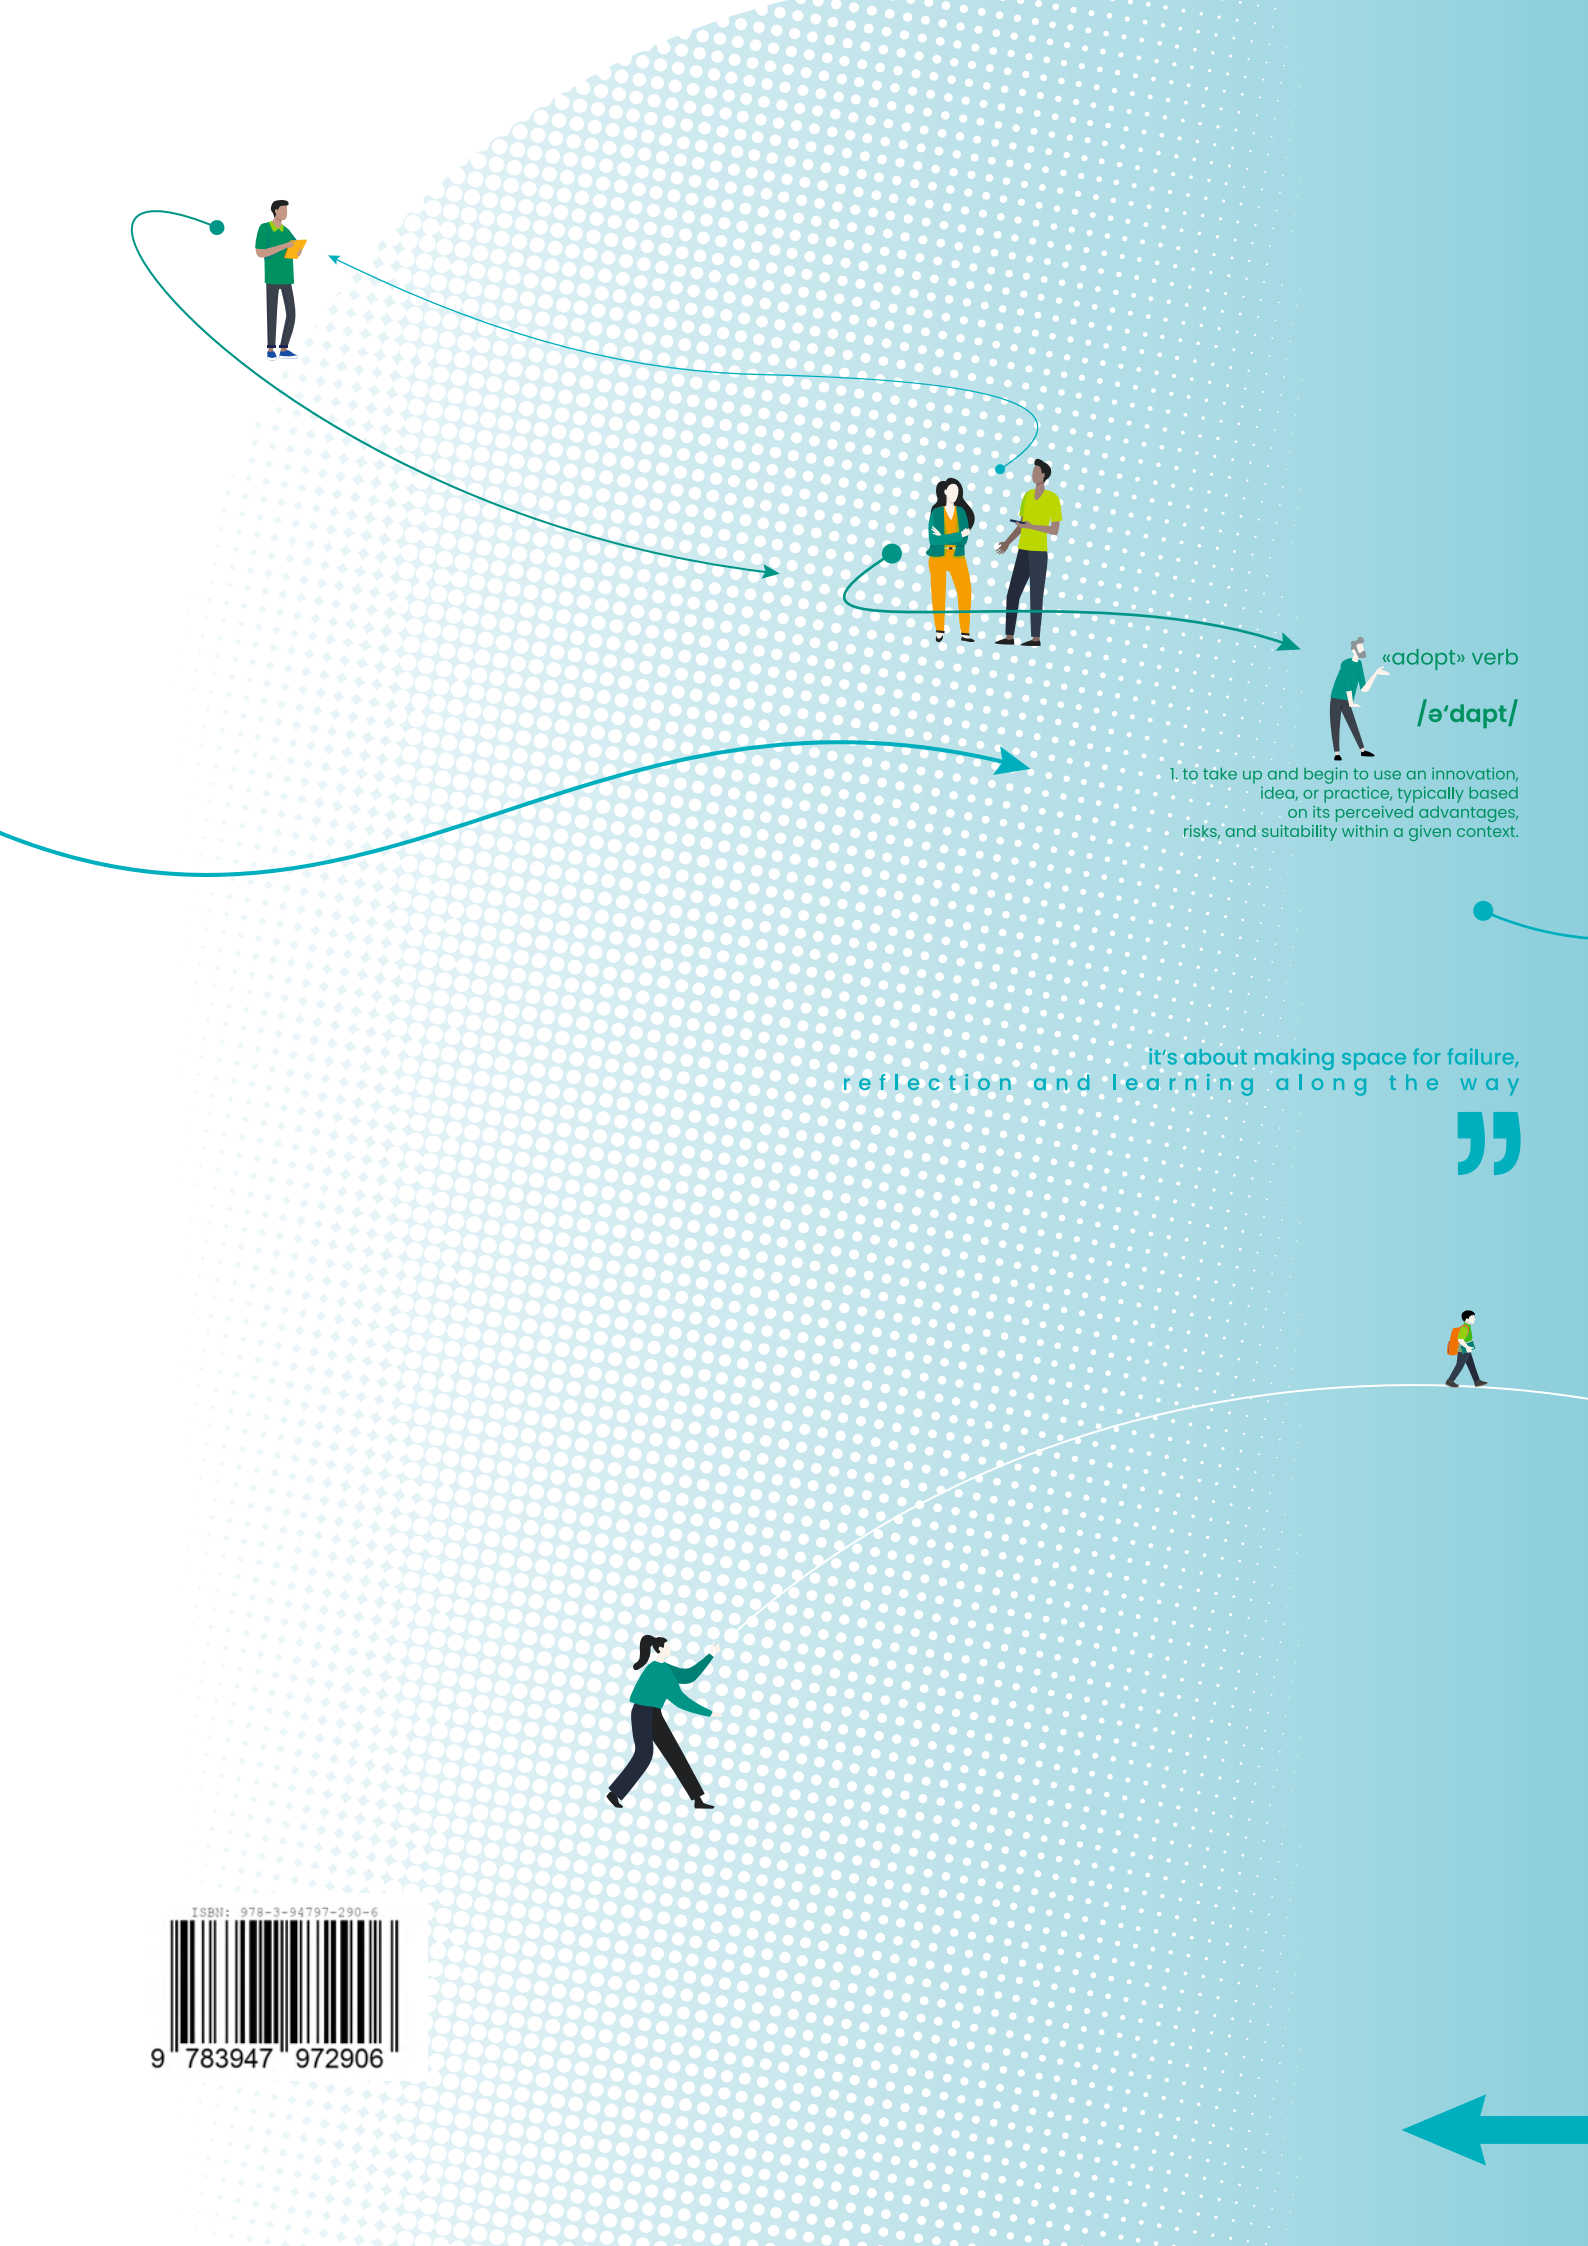 «adopt» verb
/ə‘dapt/
1. to take up and begin to use an innovation,
idea, or practice, typically based
on its perceived advantages,
risks, and suitability within a given context.
it‘s about making space for failure,
reflection and learning along the way
”
ISBN: 978-3-94797-290-6
9 783947 972906